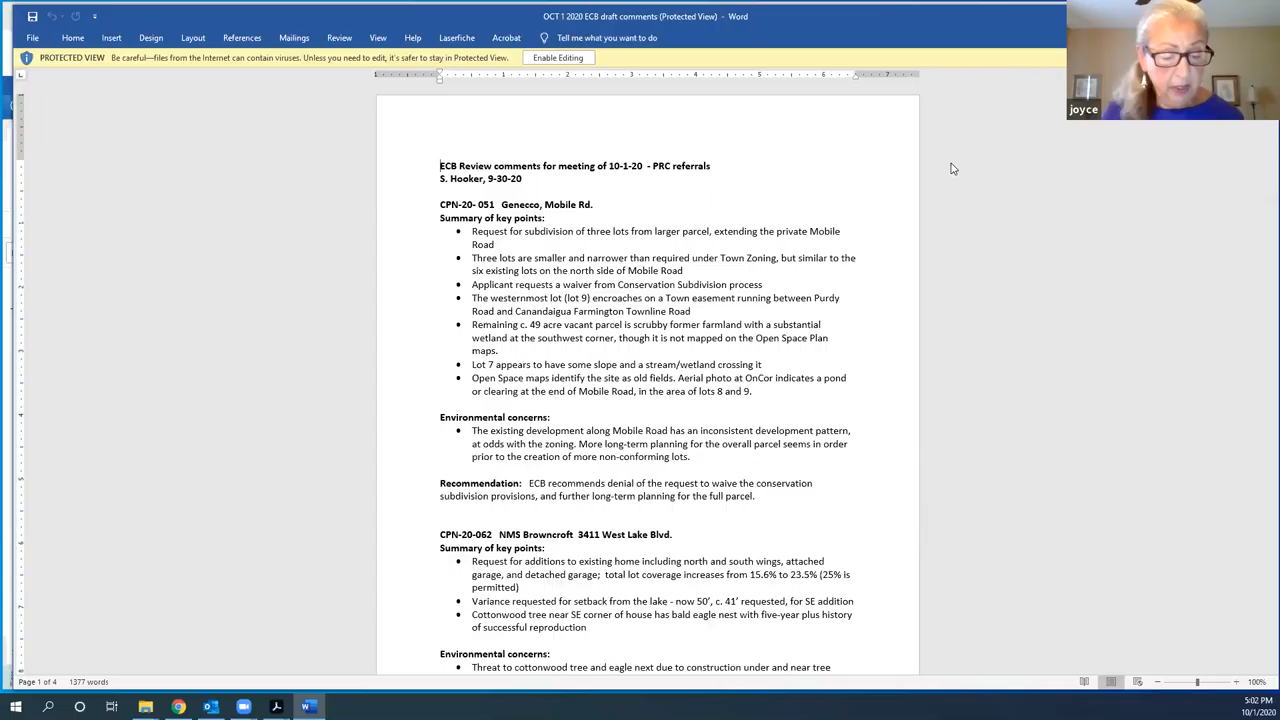 OCT 1 2020 ECB draft comments (Protected View) - Word
File Home Insert Design Layout References Mailings Review View Help Laserfiche Acrobat Tell me what you want to do
PROTECTED VIEW Be careful—files from the Internet can contain viruses. Unless you need to edit, it's safer to stay in Protected View. Enable Editing
joyce
ECB Review comments for meeting of 10-1-20 - PRC referrals
S. Hooker, 9-30-20
CPN-20- 051 Genecco, Mobile Rd.
Summary of key points:
• Request for subdivision of three lots from larger parcel, extending the private Mobile
Road
• Three lots are smaller and narrower than required under Town Zoning, but similar to the
six existing lots on the north side of Mobile Road
• Applicant requests a waiver from Conservation Subdivision process
• The westernmost lot (lot 9) encroaches on a Town easement running between Purdy
Road and Canandaigua Farmington Townline Road
• Remaining c. 49 acre vacant parcel is scrubby former farmland with a substantial
wetland at the southwest corner, though it is not mapped on the Open Space Plan
maps.
• Lot 7 appears to have some slope and a stream/wetland crossing it
• Open Space maps identify the site as old fields. Aerial photo at OnCor indicates a pond
or clearing at the end of Mobile Road, in the area of lots 8 and 9.
Environmental concerns:
• The existing development along Mobile Road has an inconsistent development pattern,
at odds with the zoning. More long-term planning for the overall parcel seems in order
prior to the creation of more non-conforming lots.
Recommendation: ECB recommends denial of the request to waive the conservation
subdivision provisions, and further long-term planning for the full parcel.
CPN-20-062 NMS Browncroft 3411 West Lake Blvd.
Summary of key points:
• Request for additions to existing home including north and south wings, attached
garage, and detached garage; total lot coverage increases from 15.6% to 23.5% (25% is
permitted)
• Variance requested for setback from the lake - now 50’, c. 41’ requested, for SE addition
• Cottonwood tree near SE corner of house has bald eagle nest with five-year plus history
of successful reproduction
Environmental concerns:
• Threat to cottonwood tree and eagle next due to construction under and near tree
Page 1 of 4 1377 words
100%
5:02 PM
10/1/2020